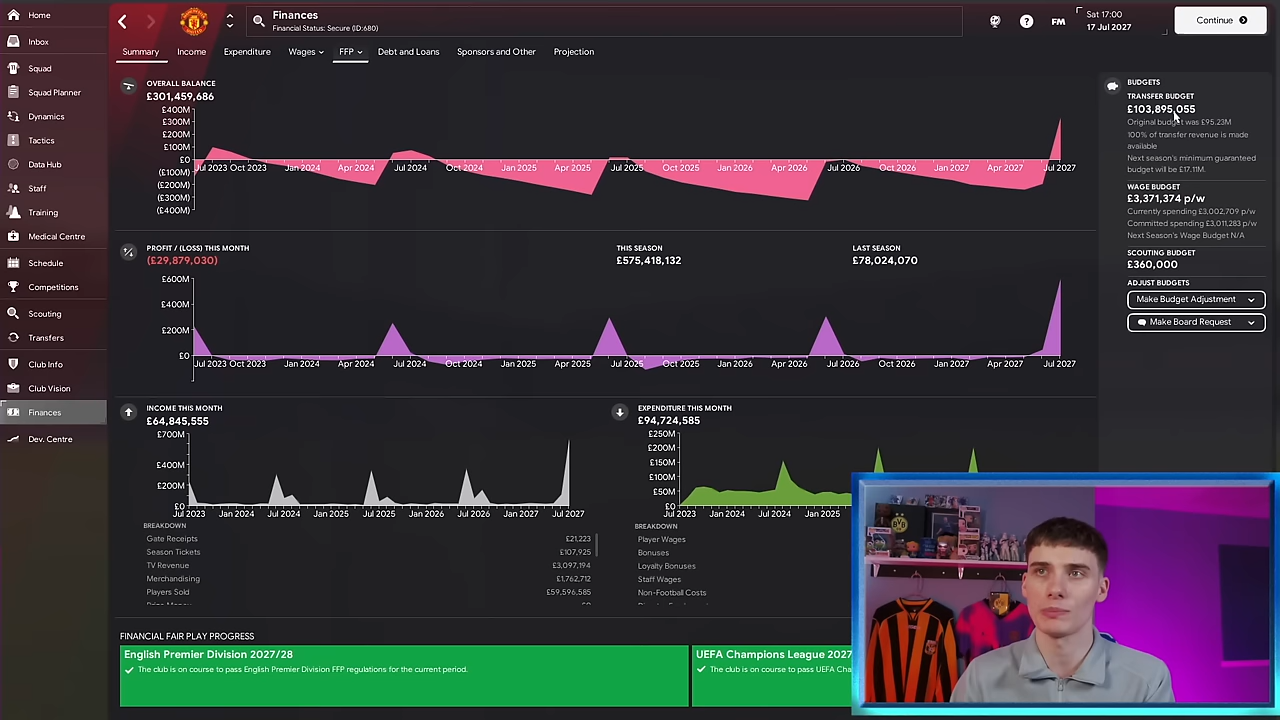 Home
Inbox
Squad
Squad Planner
Dynamics
Tactics
Data Hub
Staff
Training
Medical Centre
Schedule
Competitions
Scouting
Transfers
Club Info
Club Vision
Finances
Dev. Centre
Finances
Financial Status: Secure (ID:680)
FM
Sat 17:00
17 Jul 2027
Continue
Summary
Income
Expenditure
Wages
FFP
Debt and Loans
Sponsors and Other
Projection
OVERALL BALANCE
£301,459,686
£400M
£300M
£200M
£100M
£0
(£100M)
(£200M)
(£300M)
(£400M)
Jul 2023 Oct 2023 Jan 2024 Apr 2024 Jul 2024 Oct 2024 Jan 2025 Apr 2025 Jul 2025 Oct 2025 Jan 2026 Apr 2026 Jul 2026 Oct 2026 Jan 2027 Apr 2027 Jul 2027
PROFIT / (LOSS) THIS MONTH
(£29,879,030)
THIS SEASON
£575,418,132
LAST SEASON
£78,024,070
£600M
£400M
£200M
£0
Jul 2023 Oct 2023 Jan 2024 Apr 2024 Jul 2024 Oct 2024 Jan 2025 Apr 2025 Jul 2025 Oct 2025 Jan 2026 Apr 2026 Jul 2026 Oct 2026 Jan 2027 Apr 2027 Jul 2027
INCOME THIS MONTH
£64,845,555
£700M
£400M
£200M
£0
Jul 2023 Jan 2024 Jul 2024 Jan 2025 Jul 2025 Jan 2026 Jul 2026 Jan 2027 Jul 2027
BREAKDOWN
Gate Receipts £21,223
Season Tickets £107,925
TV Revenue £3,097,194
Merchandising £1,762,712
Players Sold £59,596,585
EXPENDITURE THIS MONTH
£94,724,585
£250M
£200M
£150M
£100M
£50M
£0
Jul 2023 Jan 2024 Jul 2024 Jan 2025
BREAKDOWN
Player Wages
Bonuses
Loyalty Bonuses
Staff Wages
Non-Football Costs
FINANCIAL FAIR PLAY PROGRESS
English Premier Division 2027/28
The club is on course to pass English Premier Division FFP regulations for the current period.
UEFA Champions League 2027
The club is on course to pass UEFA Cha
BUDGETS
TRANSFER BUDGET
£103,895,055
Original budget was £95.23M
100% of transfer revenue is made
available
Next season's minimum guaranteed
budget will be £17.11M.
WAGE BUDGET
£3,371,374 p/w
Currently spending £3,002,709 p/w
Committed spending £3,011,283 p/w
Next Season's Wage Budget N/A
SCOUTING BUDGET
£360,000
ADJUST BUDGETS
Make Budget Adjustment
Make Board Request
BVB
09